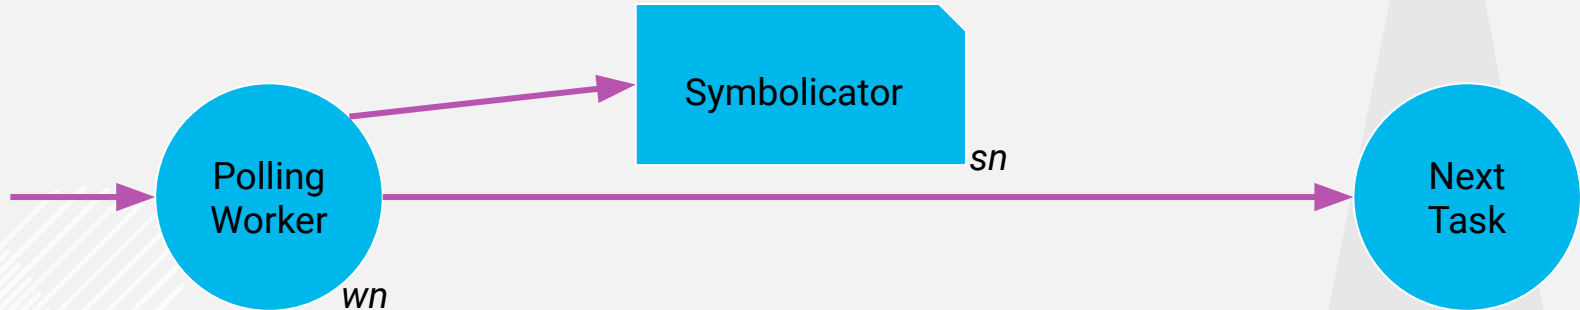 Symbolicator
sn
Polling
Worker
wn
Next
Task